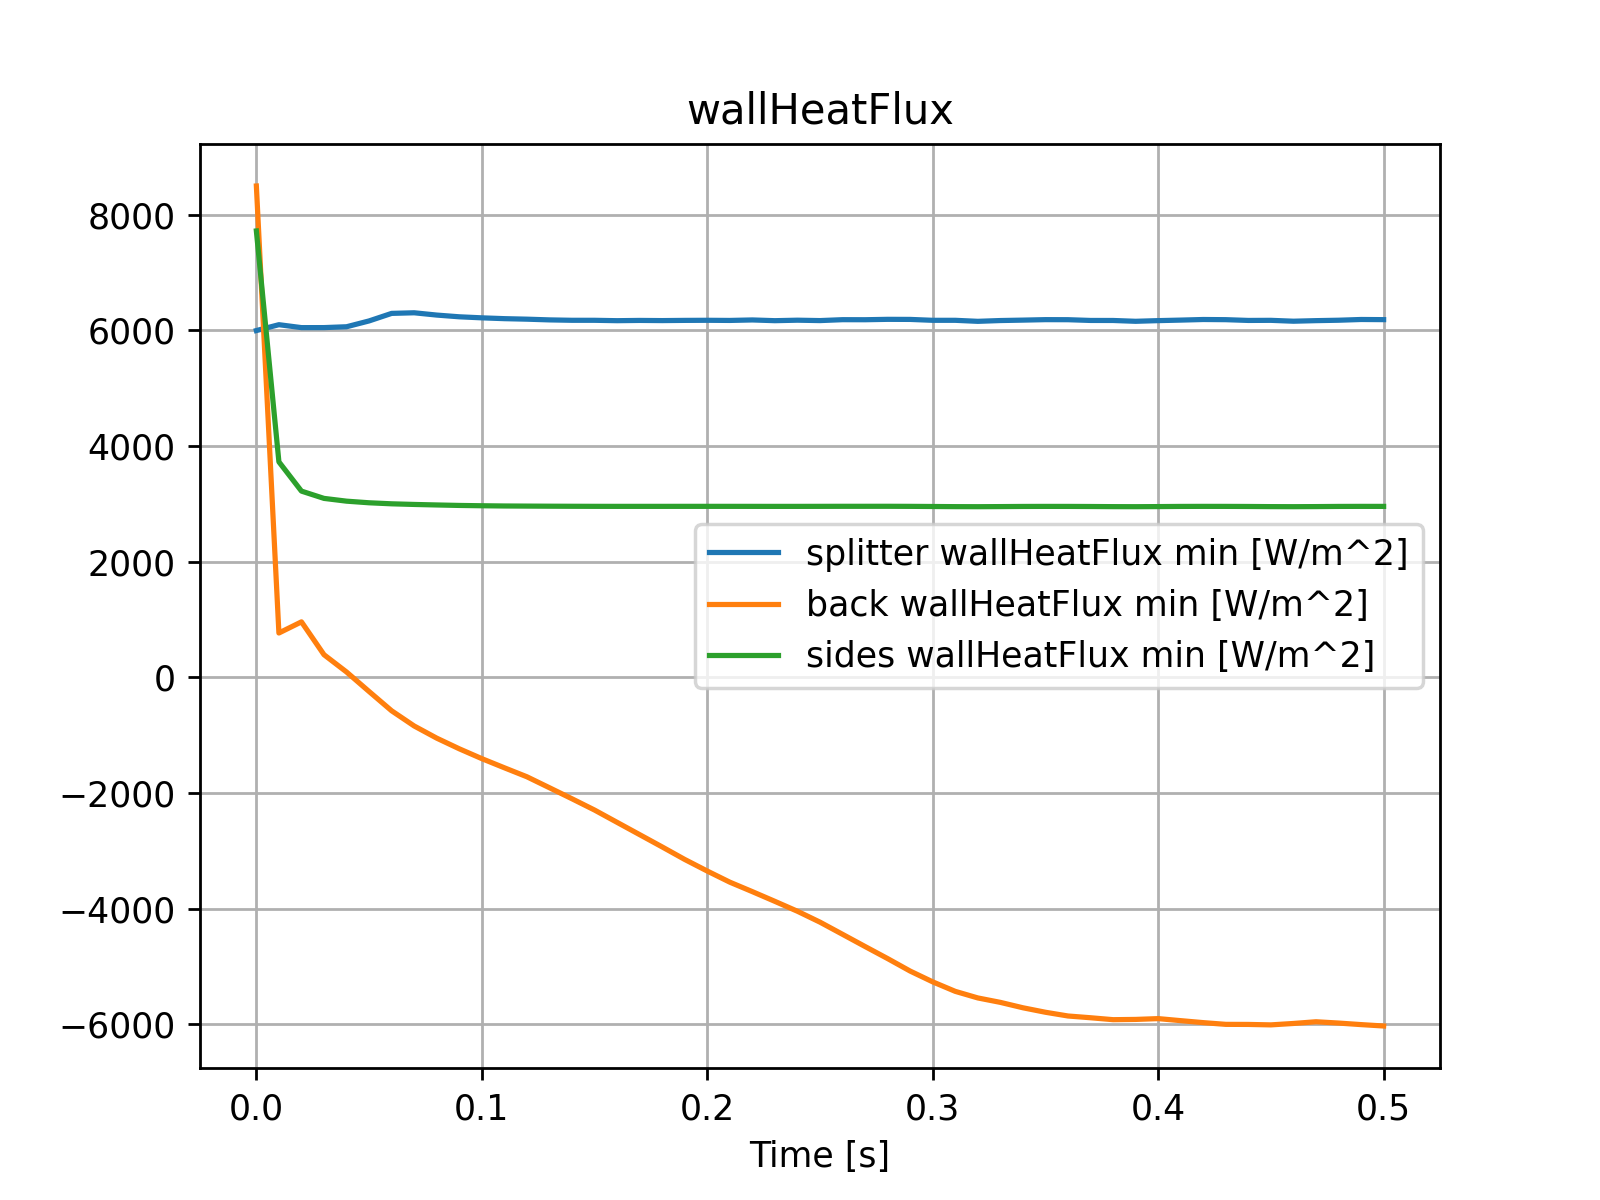 wallHeatFlux
8000
6000
4000
2000
0
−2000
−4000
−6000
splitter wallHeatFlux min [W/m^2]
back wallHeatFlux min [W/m^2]
sides wallHeatFlux min [W/m^2]
0.0 0.1 0.2 0.3 0.4 0.5
Time [s]